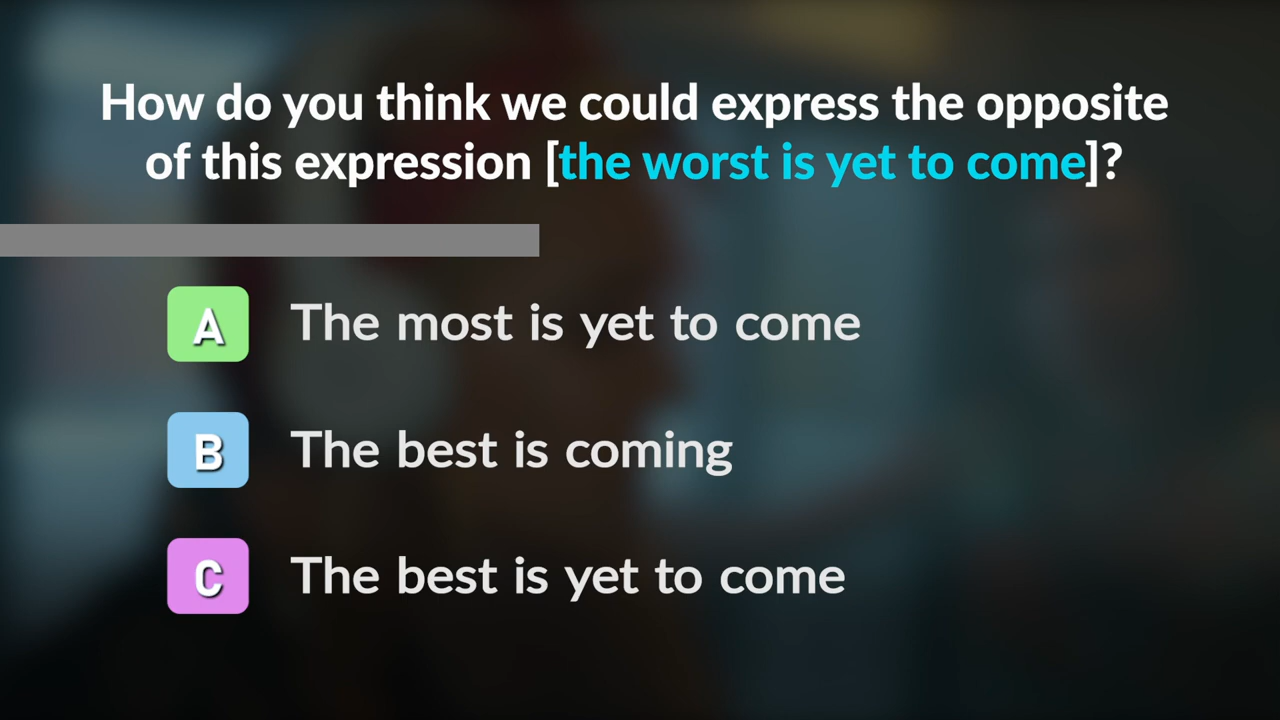 How do you think we could express the opposite
of this expression [the worst is yet to come]?
A The most is yet to come
B The best is coming
C The best is yet to come